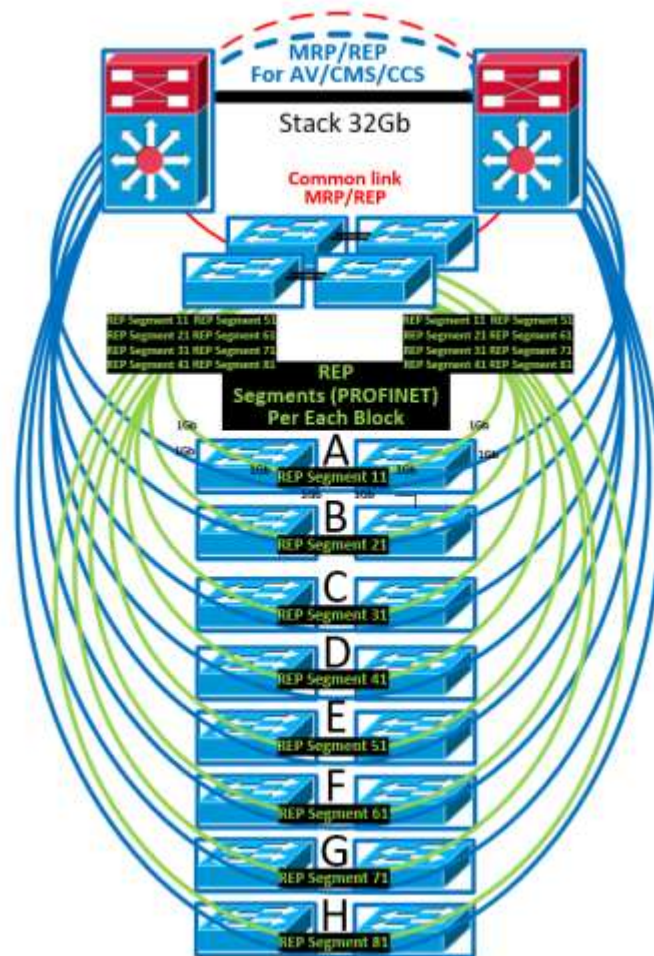 MRP/REP
For AV/CMS/CCS
Stack 32Gb
Common link
MRP/REP
REP Segment 11 REP Segment 51
REP Segment 21 REP Segment 61
REP Segment 31 REP Segment 71
REP Segment 41 REP Segment 81
REP Segment 11 REP Segment 51
REP Segment 21 REP Segment 61
REP Segment 31 REP Segment 71
REP Segment 41 REP Segment 81
REP
Segments (PROFINET)
Per Each Block
1Gb
1Gb
1Gb
1Gb
A
1Gb
1Gb
REP Segment 11
1Gb
1Gb
B
REP Segment 21
C
REP Segment 31
D
REP Segment 41
E
REP Segment 51
F
REP Segment 61
G
REP Segment 71
H
REP Segment 81